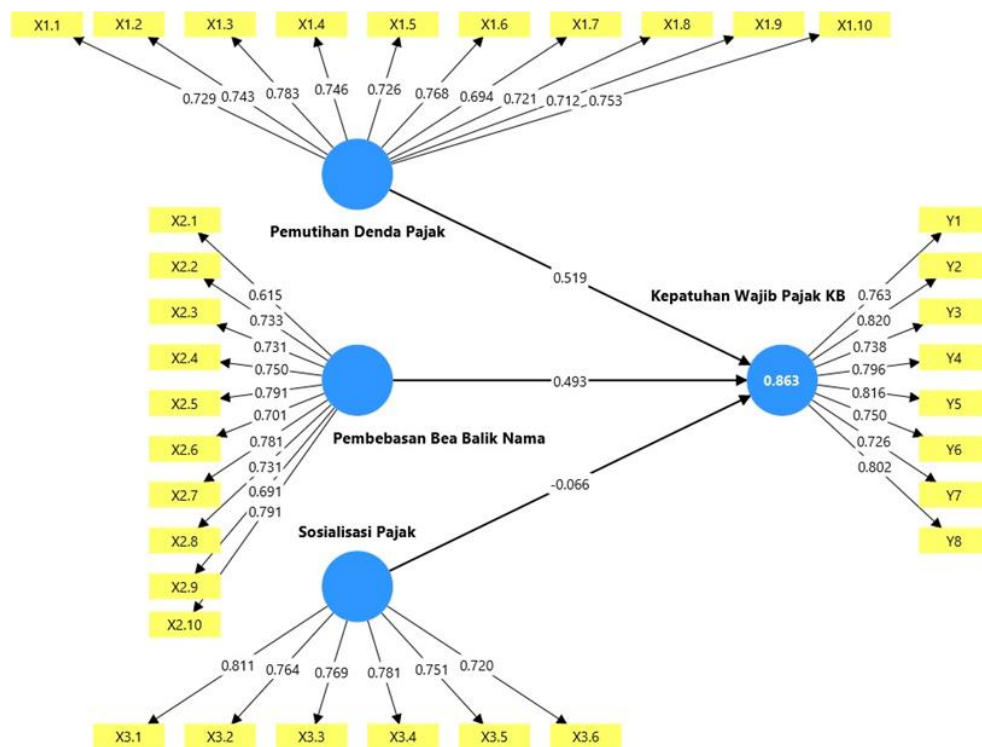 X1.1 X1.2 X1.3 X1.4 X1.5 X1.6 X1.7 X1.8 X1.9 X1.10
0.729 0.743 0.783 0.746 0.726 0.768 0.694 0.721 0.712 0.753
Pemutihan Denda Pajak
0.519
X2.1
X2.2
X2.3
X2.4
X2.5
X2.6
X2.7
X2.8
X2.9
X2.10
0.615
0.733
0.731
0.750
0.791
0.701
0.781
0.731
0.691
0.791
Pembebasan Bea Balik Nama
0.493
Kepatuhan Wajib Pajak KB
0.863
Y1
Y2
Y3
Y4
Y5
Y6
Y7
Y8
0.763
0.820
0.738
0.796
0.816
0.750
0.726
0.802
-0.066
Sosialisasi Pajak
0.811 0.764 0.769 0.781 0.751 0.720
X3.1 X3.2 X3.3 X3.4 X3.5 X3.6